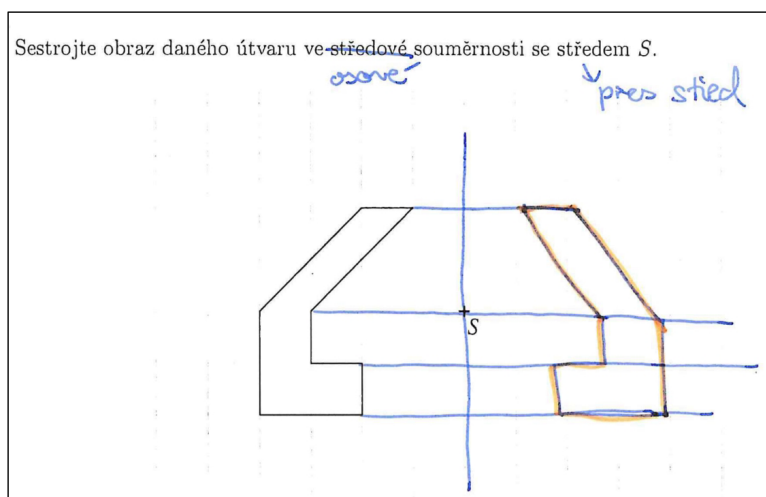 Sestrojte obraz daného útvaru ve středové souměrnosti se středem S.
osové
přes střed
S